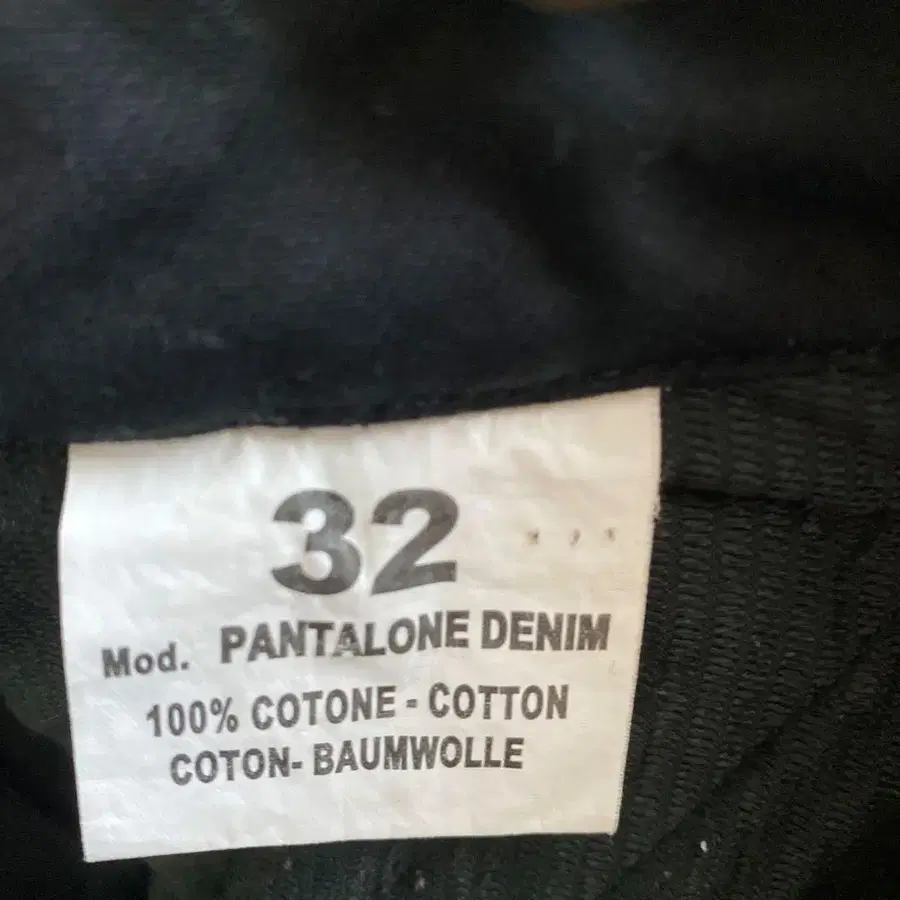 32
Mod. PANTALONE DENIM
100% COTONE - COTTON
COTON- BAUMWOLLE